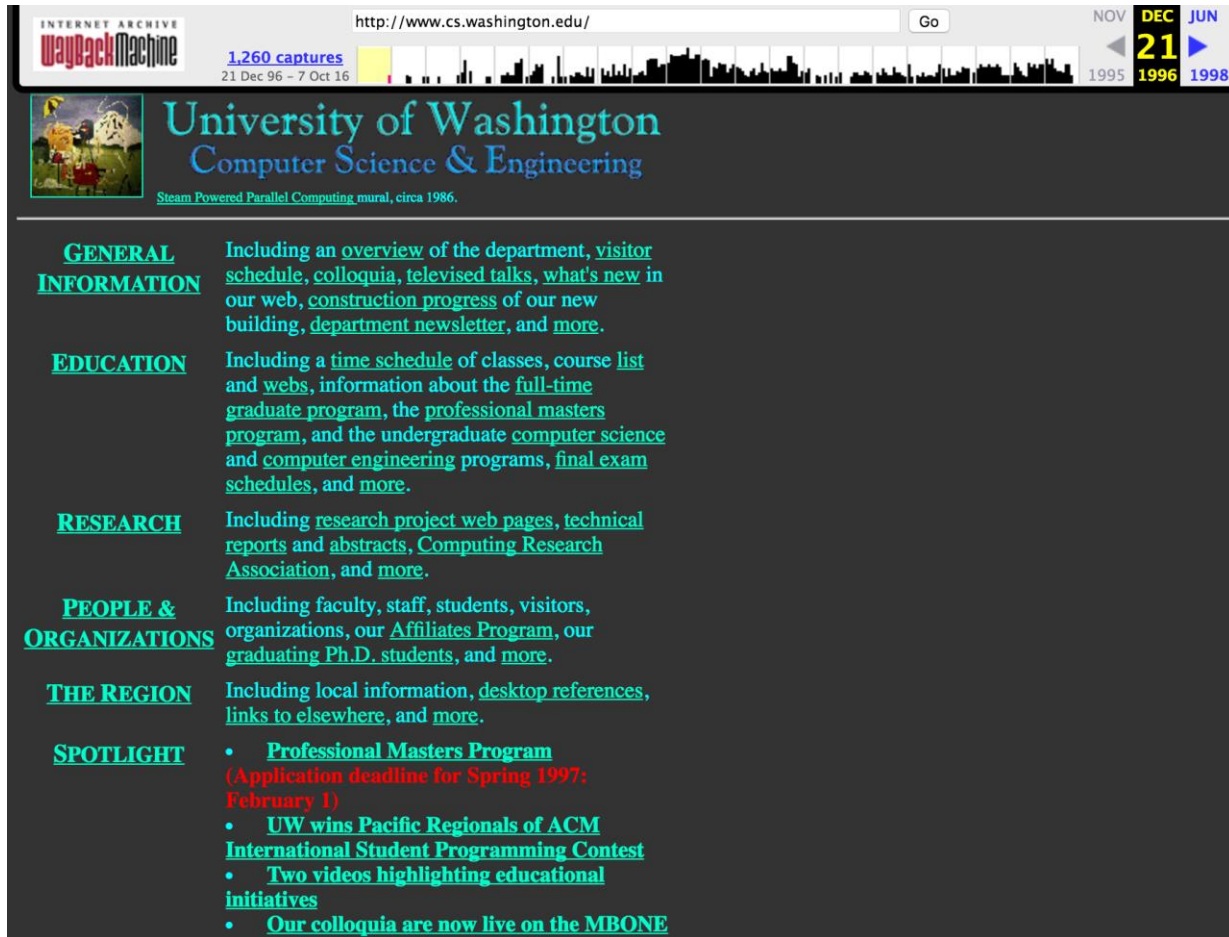 INTERNET ARCHIVE
WayBackMachine
http://www.cs.washington.edu/
Go
1,260 captures
21 Dec 96 – 7 Oct 16
NOV DEC JUN
21
1995 1996 1998
University of Washington
Computer Science & Engineering
Steam Powered Parallel Computing mural, circa 1986.
GENERAL
INFORMATION
Including an overview of the department, visitor
schedule, colloquia, televised talks, what's new in
our web, construction progress of our new
building, department newsletter, and more.
EDUCATION
Including a time schedule of classes, course list
and webs, information about the full-time
graduate program, the professional masters
program, and the undergraduate computer science
and computer engineering programs, final exam
schedules, and more.
RESEARCH
Including research project web pages, technical
reports and abstracts, Computing Research
Association, and more.
PEOPLE &
ORGANIZATIONS
Including faculty, staff, students, visitors,
organizations, our Affiliates Program, our
graduating Ph.D. students, and more.
THE REGION
Including local information, desktop references,
links to elsewhere, and more.
SPOTLIGHT
• Professional Masters Program
(Application deadline for Spring 1997:
February 1)
• UW wins Pacific Regionals of ACM
International Student Programming Contest
• Two videos highlighting educational
initiatives
• Our colloquia are now live on the MBONE